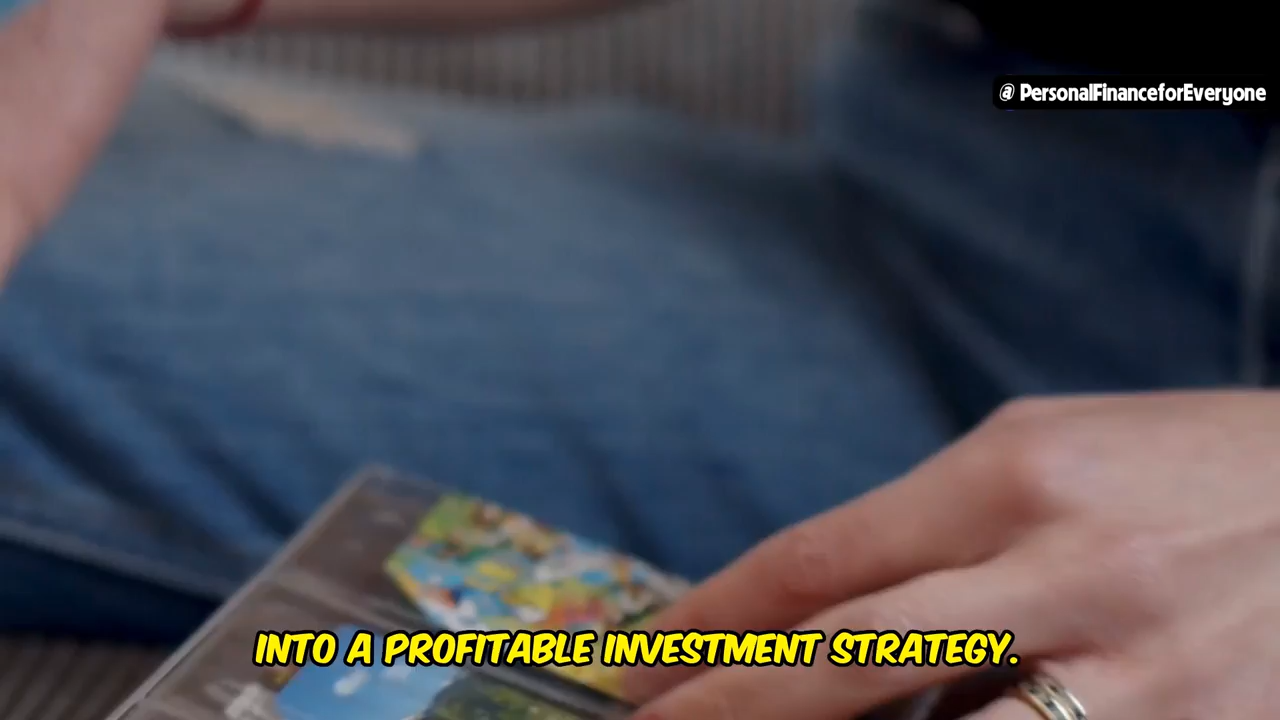 @ PersonalFinanceforEveryone
INTO A PROFITABLE INVESTMENT STRATEGY.